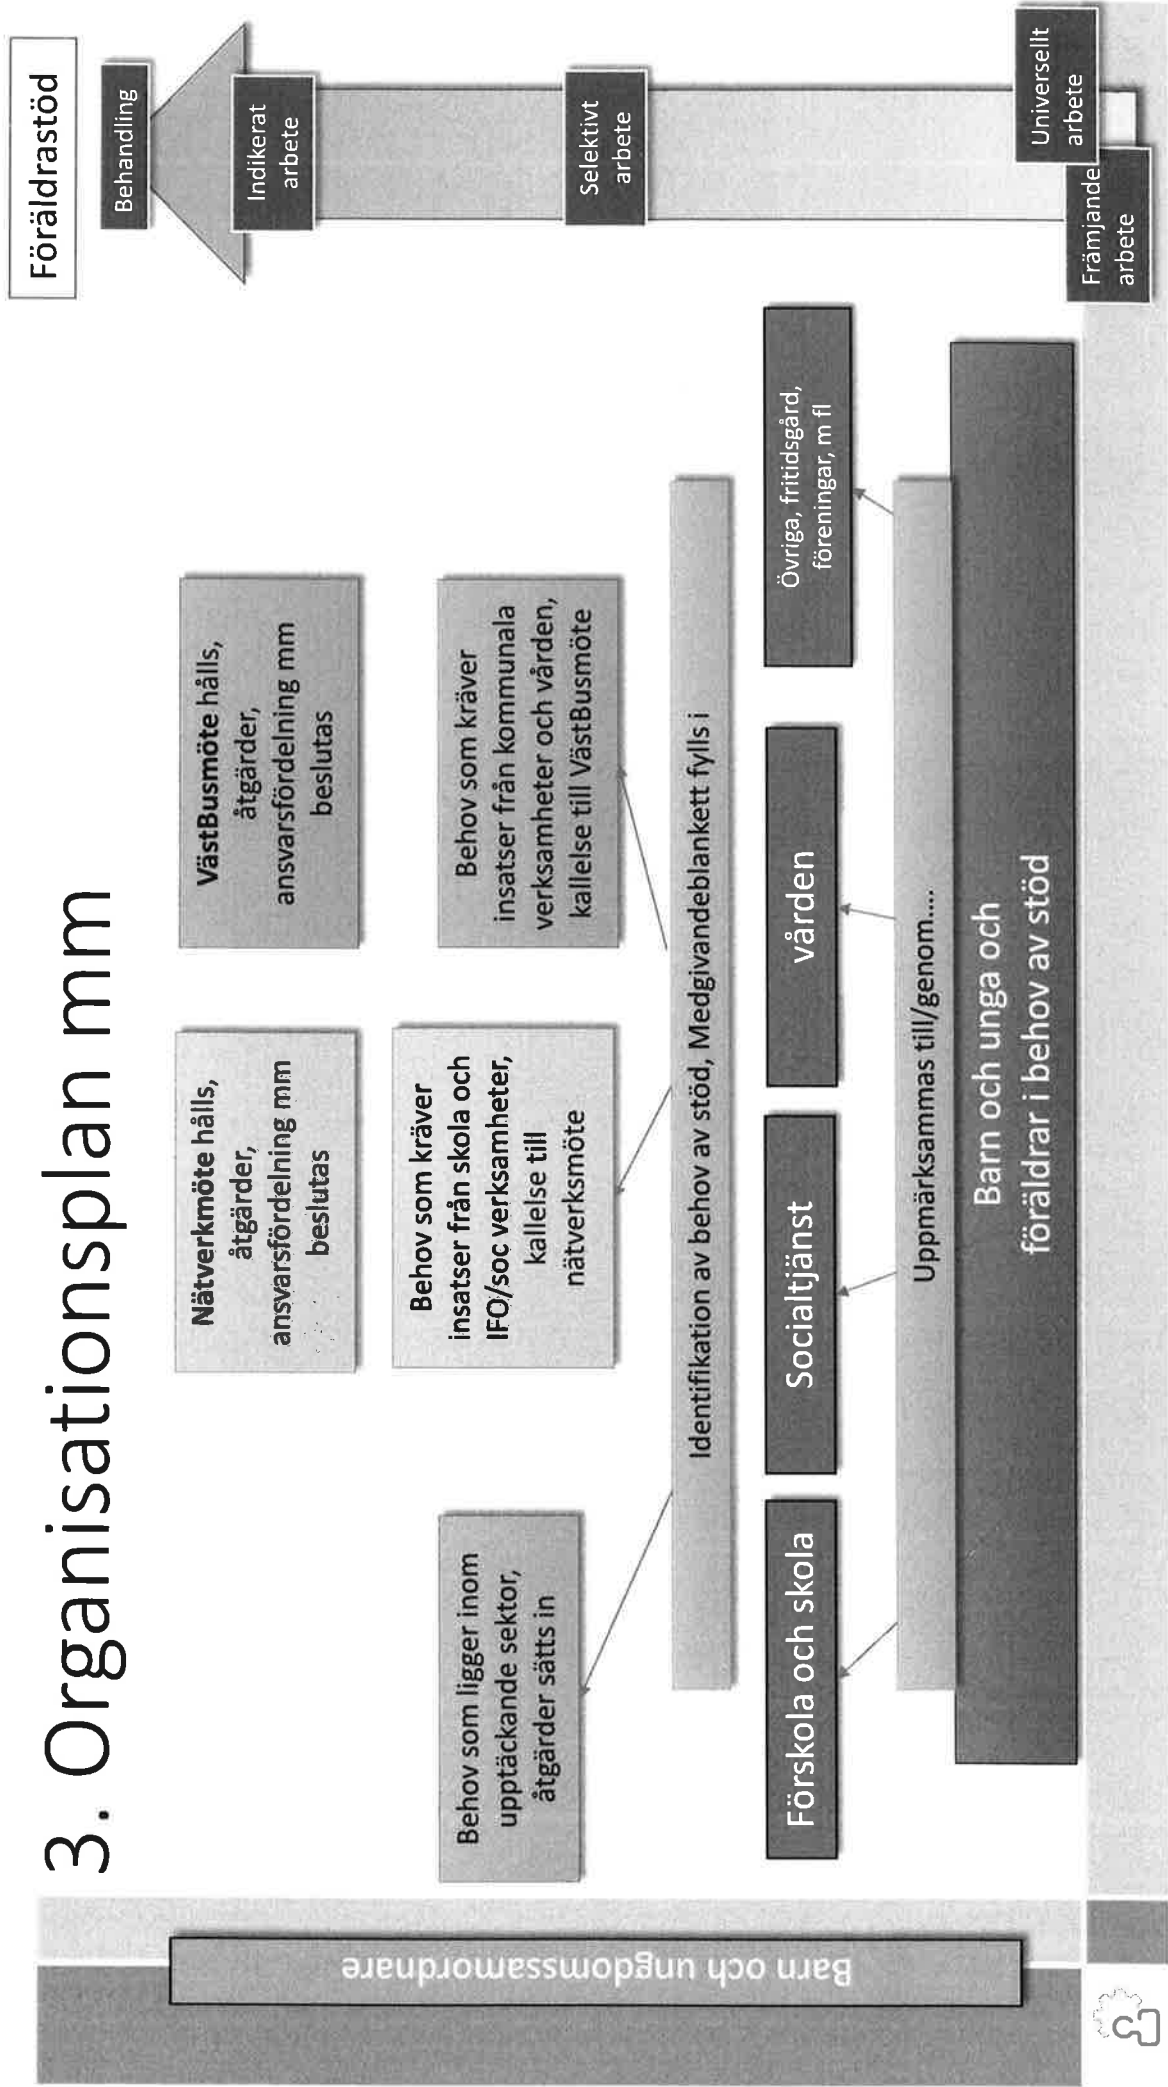 3. Organisationsplan mm
Föräldrastöd
Behandling
Indikerat
arbete
Selektivt
arbete
Universellt
arbete
Främjande
arbete
Barn och ungdomssamordnare
Nätverkmöte hålls,
åtgärder,
ansvarsfördelning mm
beslutas
VästBusmöte hålls,
åtgärder,
ansvarsfördelning mm
beslutas
Behov som ligger inom
upptäckande sektor,
åtgärder sätts in
Behov som kräver
insatser från skola och
IFO/soc verksamheter,
kallelse till
nätverksmöte
Behov som kräver
insatser från kommunala
verksamheter och vården,
kallelse till VästBusmöte
Identifikation av behov av stöd, Medgivandeblankett fylls i
Förskola och skola
Socialtjänst
vården
Övriga, fritidsgård,
föreningar, m fl
Uppmärksammas till/genom....
Barn och unga och
föräldrar i behov av stöd